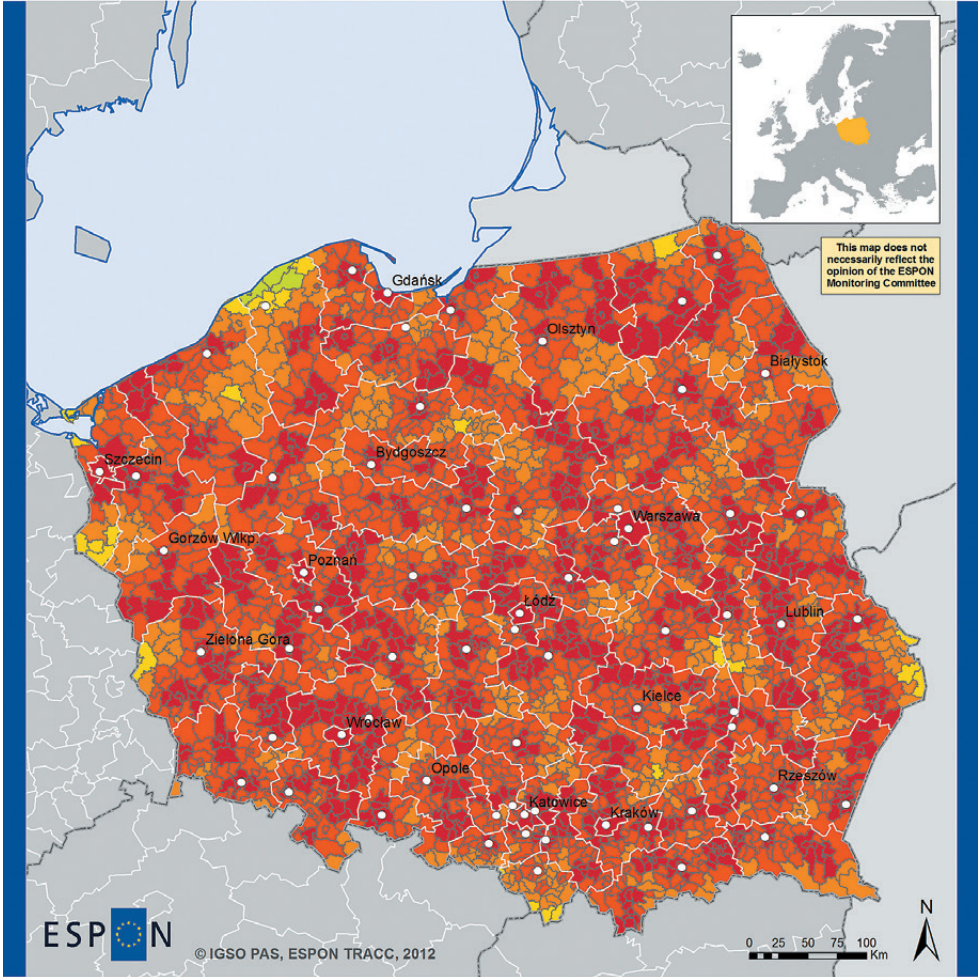 This map does not
necessarily reflect the
opinion of the ESPON
Monitoring Committee
Gdańsk
Olsztyn
Białystok
Szczecin
Bydgoszcz
Warszawa
Gorzów Wlkp.
Poznań
Łódź
Lublin
Zielona Góra
Kielce
Wrocław
Opole
Rzeszów
Katowice
Kraków
ESPON
© IGSO PAS, ESPON TRACC, 2012
N
0 25 50 75 100
Km